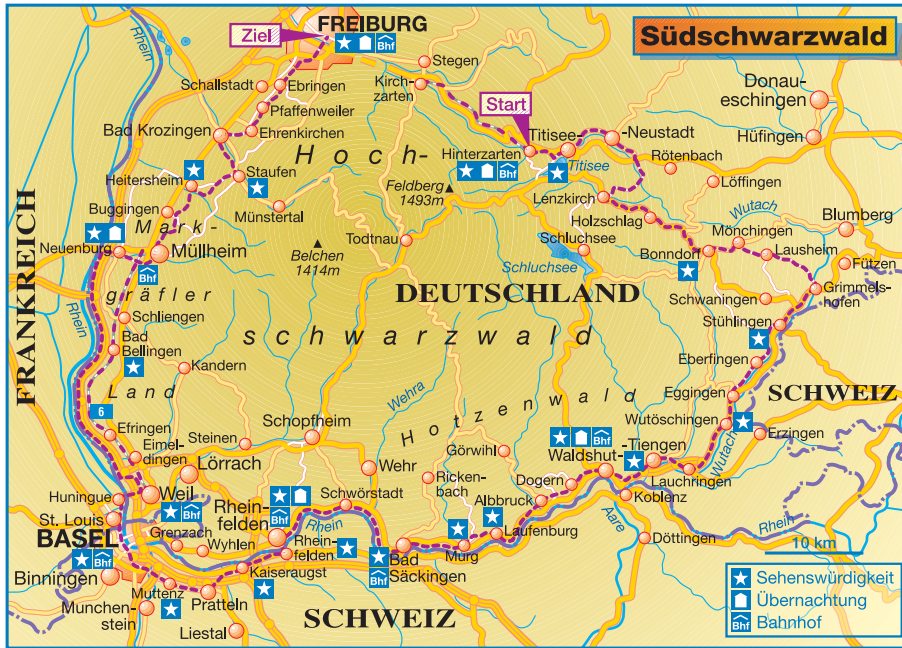 Südschwarzwald
FREIBURG
Ziel
Bhf
Rhein
Stegen
Kirch-
zarten
Schallstadt
Ebringen
Pfaffenweiler
Bad Krozingen
Ehrenkirchen
Start
Titisee-
-Neustadt
Donau-
eschingen
Hüfingen
Hinterzarten
Bhf
Titisee
Rötenbach
Löffingen
Hoch-
Heitersheim
Staufen
Feldberg
1493m
Lenzkirch
Holzschlag
Wutach
Blumberg
Buggingen
Münstertal
Mark-
Neuenburg
Müllheim
Bhf
Todtnau
Belchen
1414m
Schluchsee
Schluchsee
Mönchingen
Bonndorf
Lausheim
Fützen
Grimmels-
hofen
Schwaningen
Stühlingen
FRANKREICH
Rhein
DEUTSCHLAND
gräfler
Schliengen
schwarzwald
Bad
Bellingen
Kandern
Eberfingen
Land
Eggingen
SCHWEIZ
6
Wehra
Hotzenwald
Wutöschingen
Erzingen
Wutach
Efringen
Eimel-
dingen
Steinen
Schopfheim
Lörrach
Wehr
Görwihl
Bhf
Waldshut-
-Tiengen
Lauchringen
Ricken-
bach
Dogern
Albbruck
Koblenz
Huningue
Weil
Bhf
St. Louis
Rhein-
felden
Bhf
Schwörstadt
Laufenburg
Murg
Aare
Rhein
Döttingen
10 km
BASEL
Bhf
Grenzach
Wyhlen
Rhein
Rhein-
felden
Bad
Säckingen
Bhf
Binningen
Kaiseraugst
Muttenz
Pratteln
Munchen-
stein
Liestal
SCHWEIZ
Sehenswürdigkeit
Übernachtung
Bhf Bahnhof